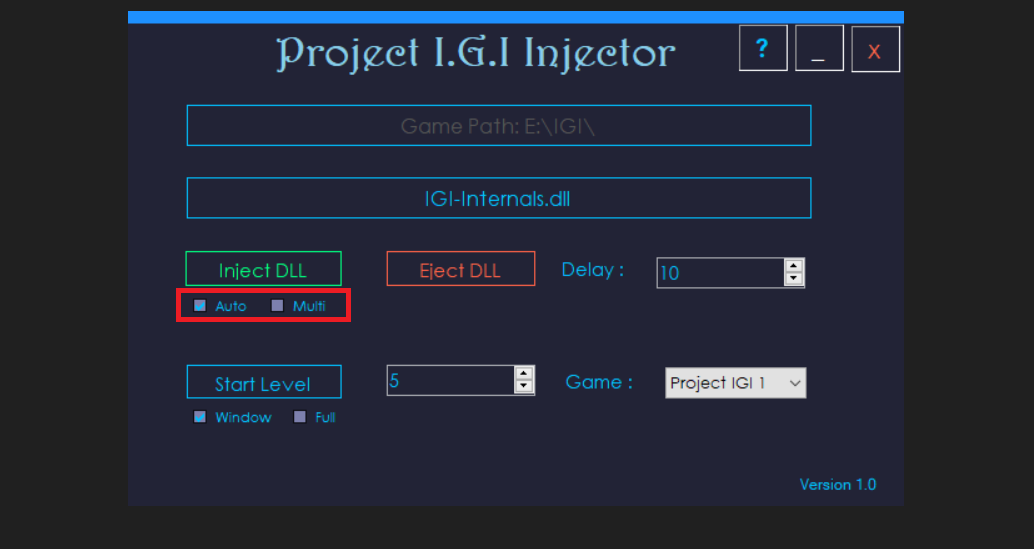 Project I.G.I Injector ? _ X
Game Path: E:\IGI\
IGI-Internals.dll
Inject DLL Eject DLL Delay : 10
Auto Multi
Start Level 5 Game : Project IGI 1
Window Full
Version 1.0